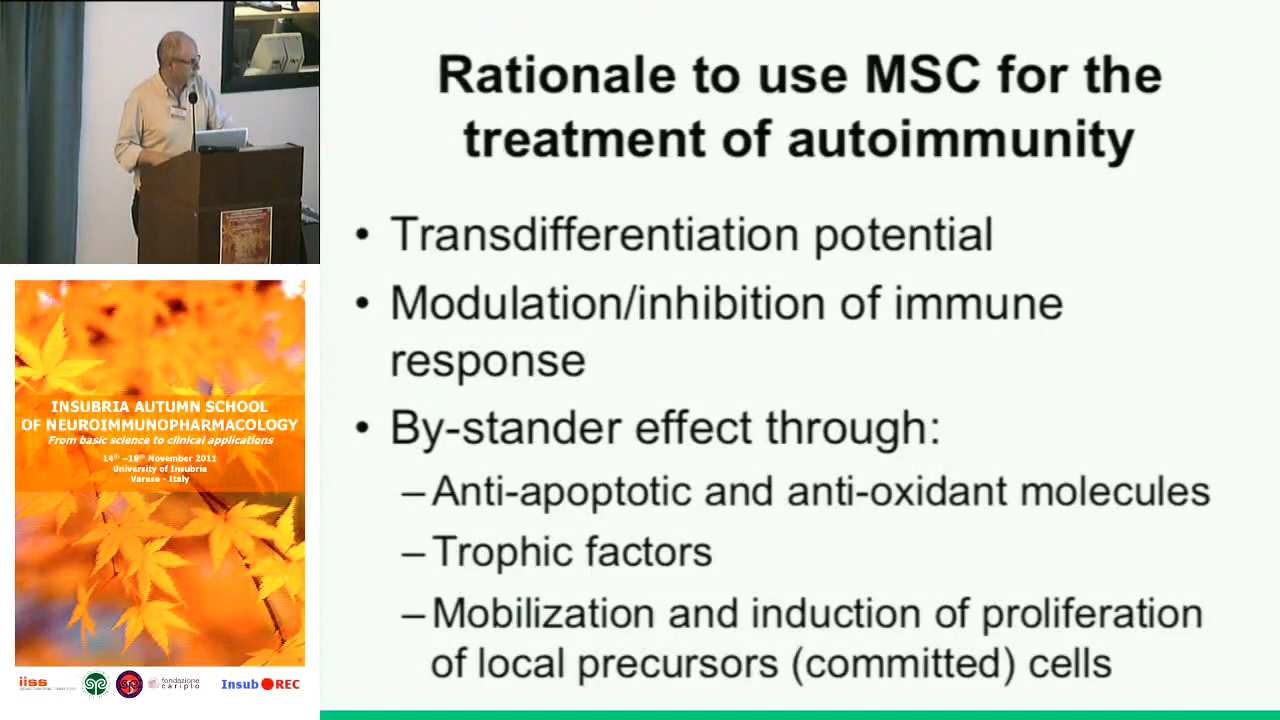 Rationale to use MSC for the
treatment of autoimmunity
• Transdifferentiation potential
• Modulation/inhibition of immune
response
• By-stander effect through:
– Anti-apoptotic and anti-oxidant molecules
– Trophic factors
– Mobilization and induction of proliferation
of local precursors (committed) cells
INSUBRIA AUTUMN SCHOOL
OF NEUROIMMUNOPHARMACOLOGY
From basic science to clinical applications
14th –18th November 2011
University of Insubria
Varese - Italy
iiss
fondazione
cariplo
Insub REC